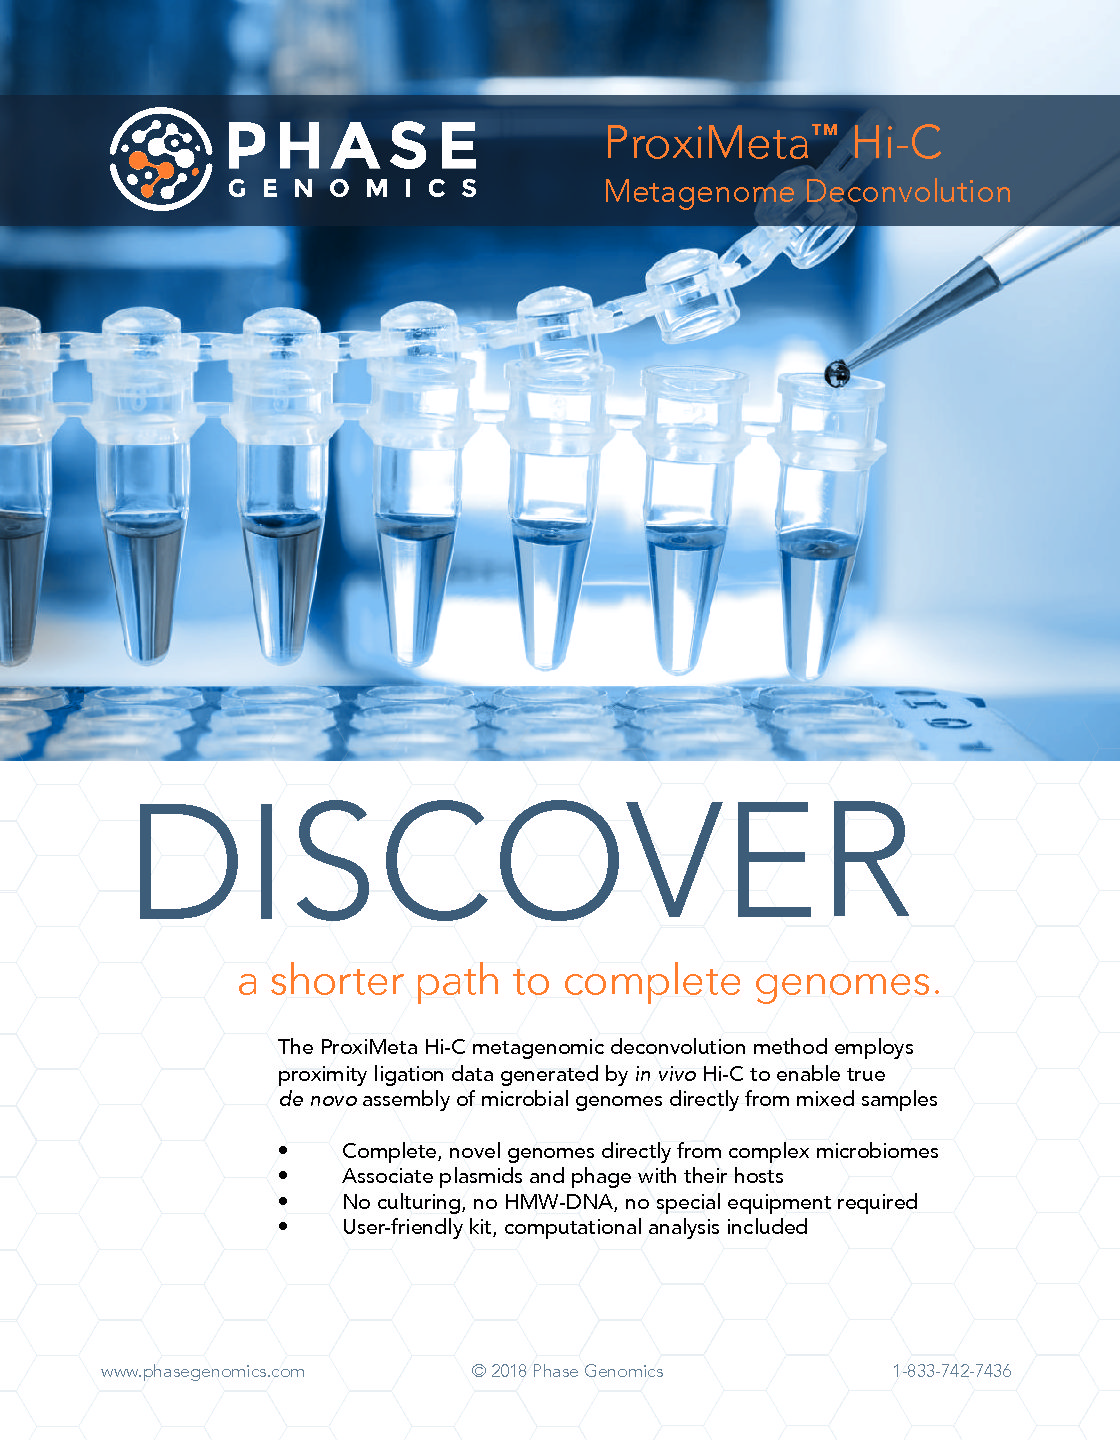 PHASE
GENOMICS
ProxiMeta™ Hi-C
Metagenome Deconvolution
DISCOVER
a shorter path to complete genomes.
The ProxiMeta Hi-C metagenomic deconvolution method employs
proximity ligation data generated by in vivo Hi-C to enable true
de novo assembly of microbial genomes directly from mixed samples
• Complete, novel genomes directly from complex microbiomes
• Associate plasmids and phage with their hosts
• No culturing, no HMW-DNA, no special equipment required
• User-friendly kit, computational analysis included
www.phasegenomics.com
© 2018 Phase Genomics
1-833-742-7436